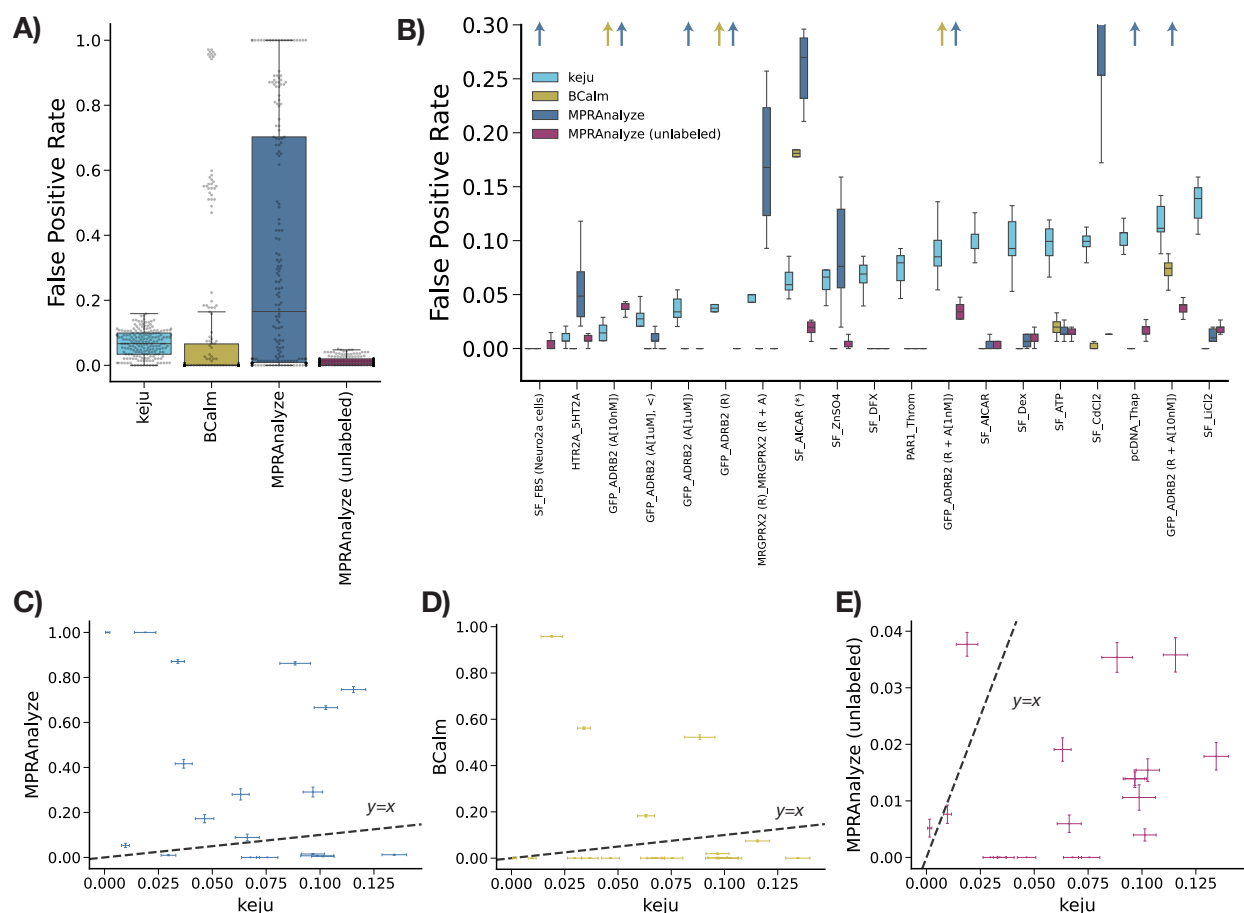 A)
False Positive Rate
1.0
0.8
0.6
0.4
0.2
0.0
keju
BCalm
MPRAnalyze
MPRAnalyze (unlabeled)
B)
False Positive Rate
0.30
0.25
0.20
0.15
0.10
0.05
0.00
keju
BCalm
MPRAnalyze
MPRAnalyze (unlabeled)
SF_FBS (Neuro2a cells)
HTR2A_5HT2A
GFP_ADRB2 (A[10nM])
GFP_ADRB2 (A[1uM], <)
GFP_ADRB2 (A[1uM])
GFP_ADRB2 (R)
MRGPRX2 (R)_MRGPRX2 (R + A)
SF_AICAR (*)
SF_ZnSO4
SF_DFX
PAR1_Throm
GFP_ADRB2 (R + A[1nM])
SF_AICAR
SF_Dex
SF_ATP
SF_CdCl2
pcDNA_Thap
GFP_ADRB2 (R + A[10nM])
SF_LiCl2
C)
MPRAnalyze
1.00
0.80
0.60
0.40
0.20
0.00
y=x
0.000 0.025 0.050 0.075 0.100 0.125
keju
D)
BCalm
1.00
0.80
0.60
0.40
0.20
0.00
y=x
0.000 0.025 0.050 0.075 0.100 0.125
keju
E)
MPRAnalyze (unlabeled)
0.04
0.03
0.02
0.01
0.00
y=x
0.000 0.025 0.050 0.075 0.100 0.125
keju